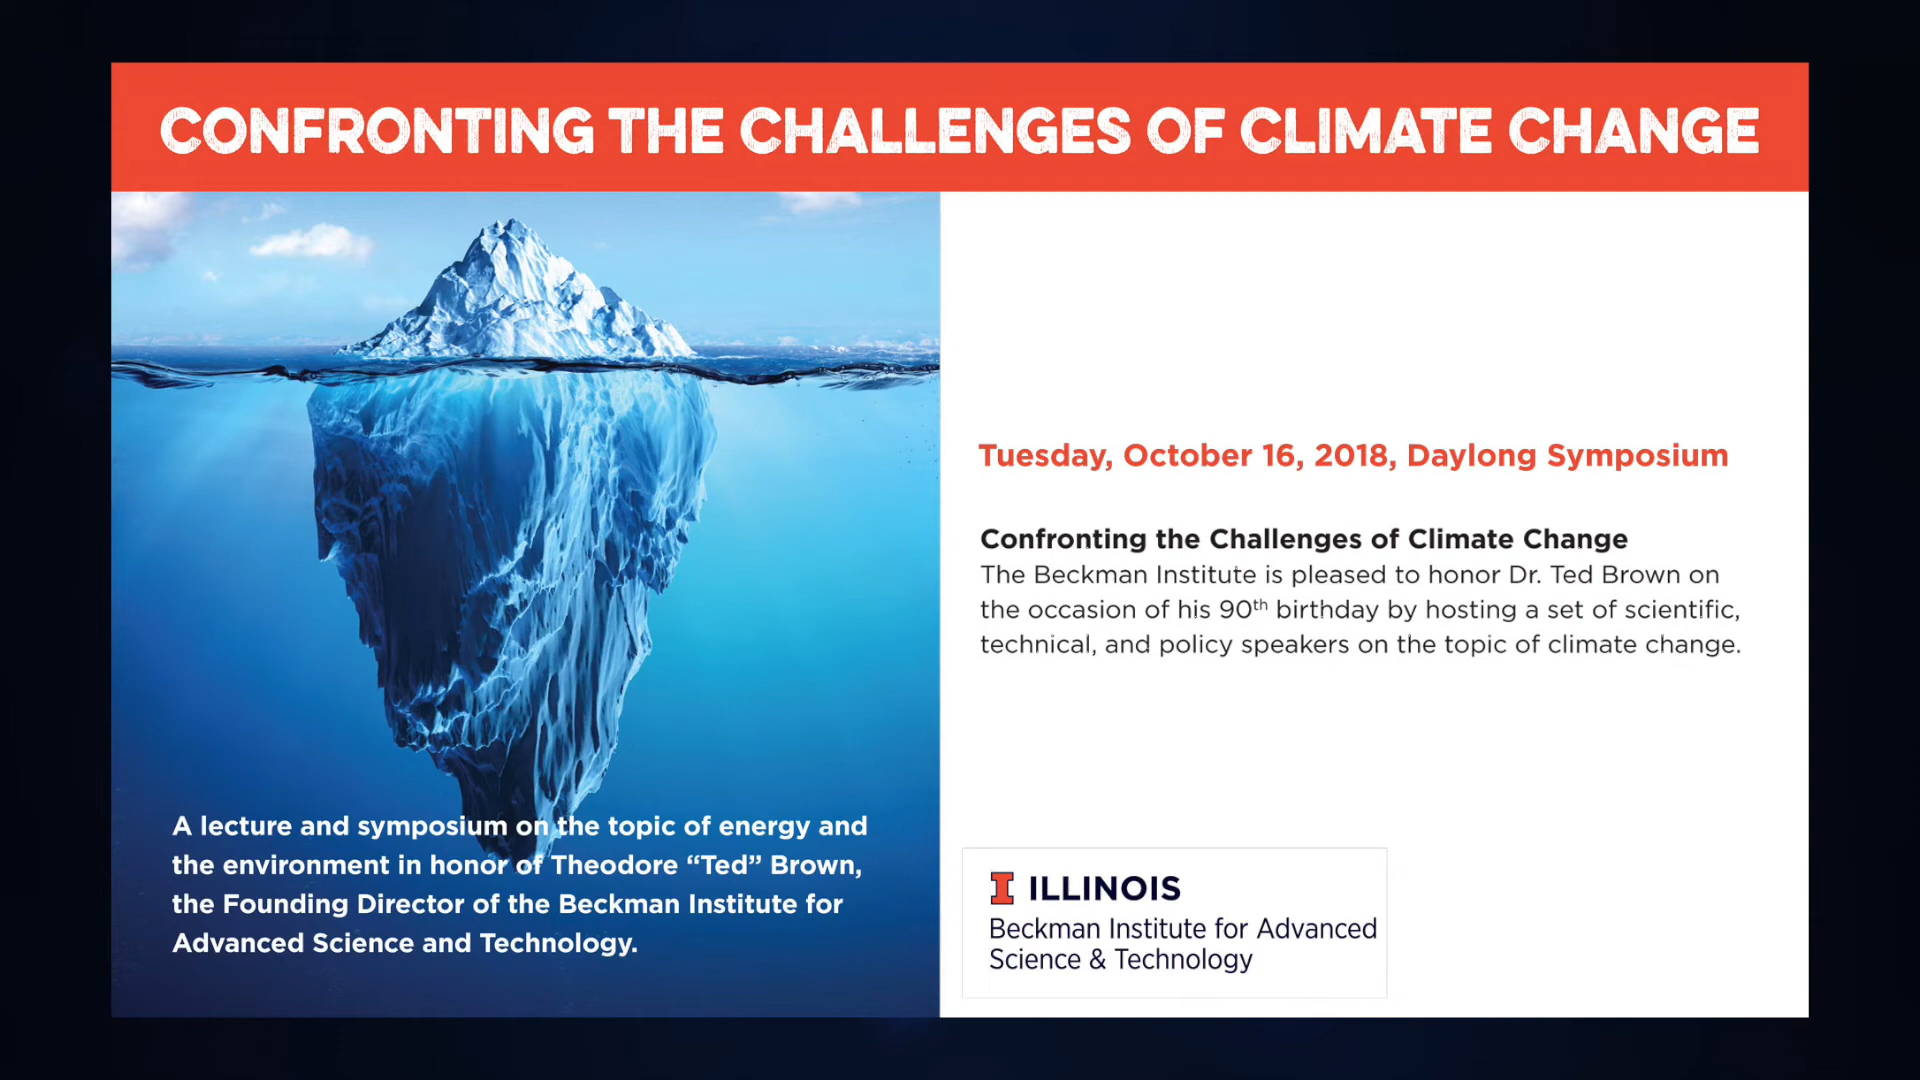 CONFRONTING THE CHALLENGES OF CLIMATE CHANGE
A lecture and symposium on the topic of energy and
the environment in honor of Theodore “Ted” Brown,
the Founding Director of the Beckman Institute for
Advanced Science and Technology.
Tuesday, October 16, 2018, Daylong Symposium
Confronting the Challenges of Climate Change
The Beckman Institute is pleased to honor Dr. Ted Brown on
the occasion of his 90th birthday by hosting a set of scientific,
technical, and policy speakers on the topic of climate change.
I ILLINOIS
Beckman Institute for Advanced
Science & Technology